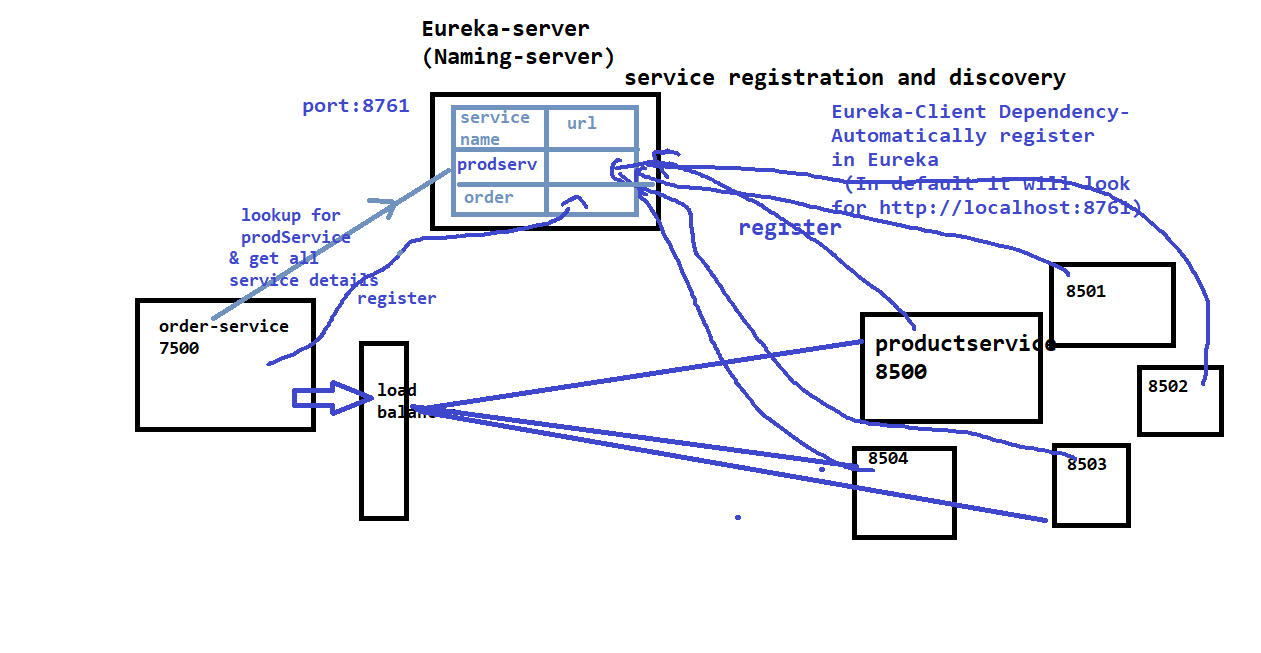 Eureka-server
(Naming-server)
service registration and discovery
port:8761
service
name
url
prodserv
order
Eureka-Client Dependency-
Automatically register
in Eureka
(In default it will look
for http://localhost:8761)
register
lookup for
prodService
& get all
service details
register
order-service
7500
load
productservice
8500
8501
8502
8503
8504